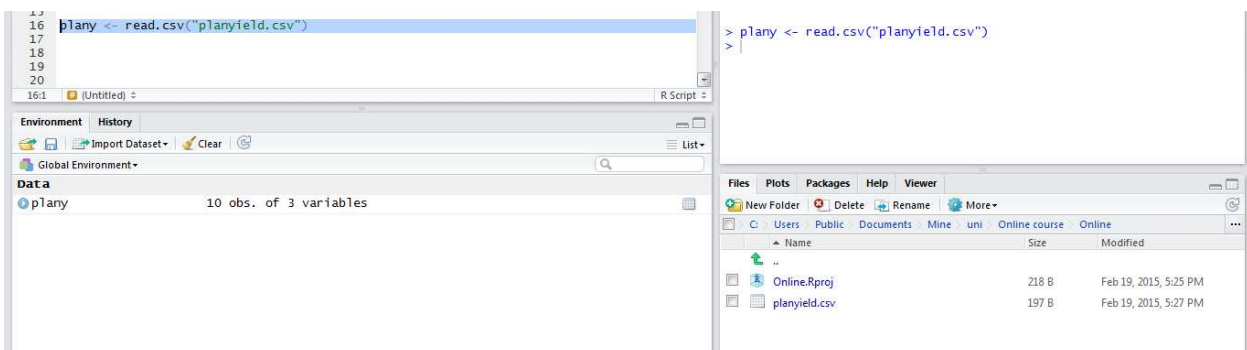 15
16 plany <- read.csv("planyield.csv")
17
18
19
20
16:1 (Untitled) R Script
Environment History
Import Dataset Clear List
Global Environment
Data
plany 10 obs. of 3 variables
> plany <- read.csv("planyield.csv")
>
Files Plots Packages Help Viewer
New Folder Delete Rename More
C: Users Public Documents Mine uni Online course Online
Name Size Modified
..
Online.Rproj 218 B Feb 19, 2015, 5:25 PM
planyield.csv 197 B Feb 19, 2015, 5:27 PM